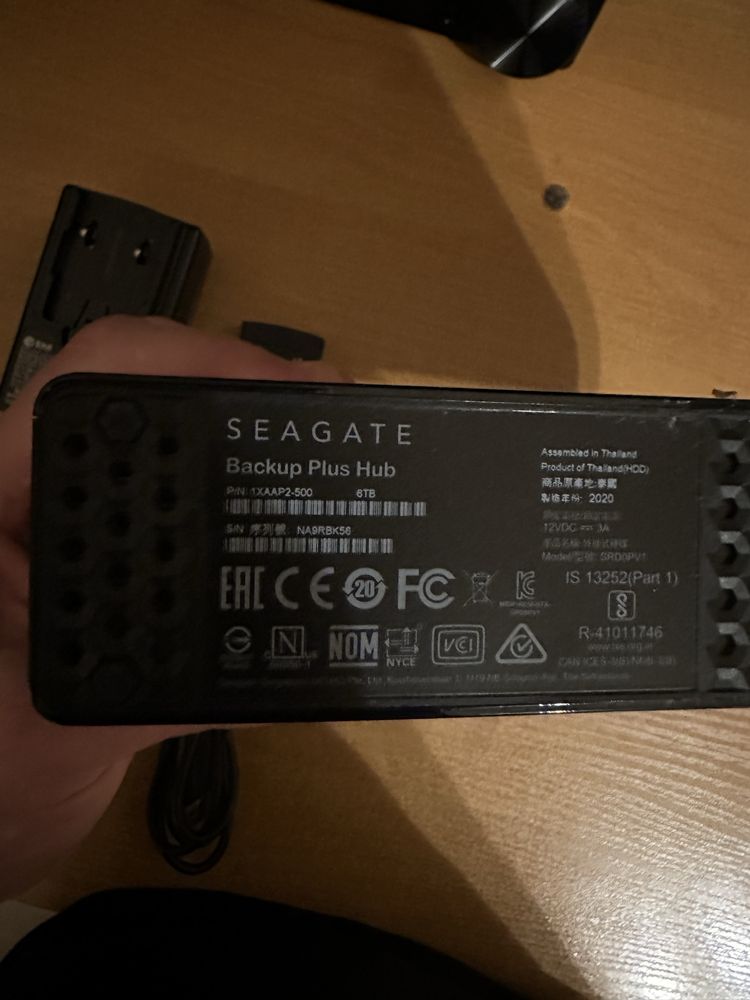 SEAGATE
Backup Plus Hub
P/N: 1XAAP2-500 6TB
S/N 序列號: NA9RBK56
Assembled in Thailand
Product of Thailand(HDD)
商品原產地:泰國
製造年份: 2020
12VDC 3A
Model/型號: SRD0PV1
EAC CE 20 FC
IS 13252(Part 1)
R-41011746
www.bis.gov.in
N NOM NYCE VCI
CAN ICES-3(B)/NMB-3(B)